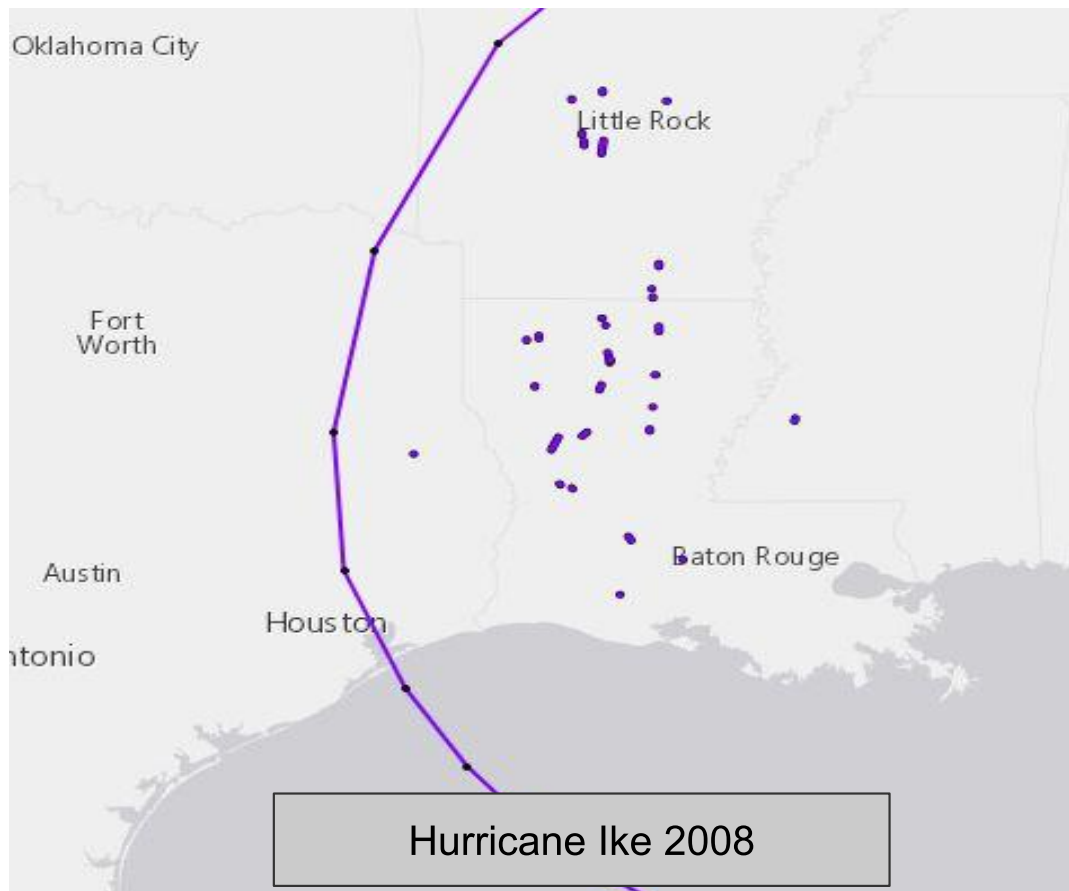 Oklahoma City
Little Rock
Fort
Worth
Baton Rouge
Austin
Houston
ntonio
Hurricane Ike 2008